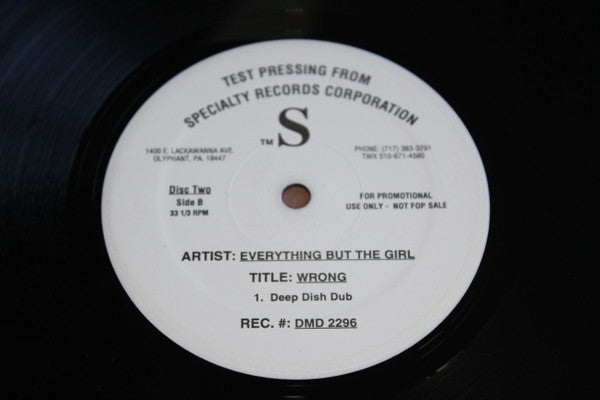 TEST PRESSING FROM
SPECIALTY RECORDS CORPORATION
TM S
1400 E. LACKAWANNA AVE.
OLYPHANT, PA. 18447
PHONE: (717) 383-3291
TWX 510-671-4580
Disc Two
Side B
33 1/3 RPM
FOR PROMOTIONAL
USE ONLY - NOT FOP SALE
ARTIST: EVERYTHING BUT THE GIRL
TITLE: WRONG
1. Deep Dish Dub
REC. #: DMD 2296